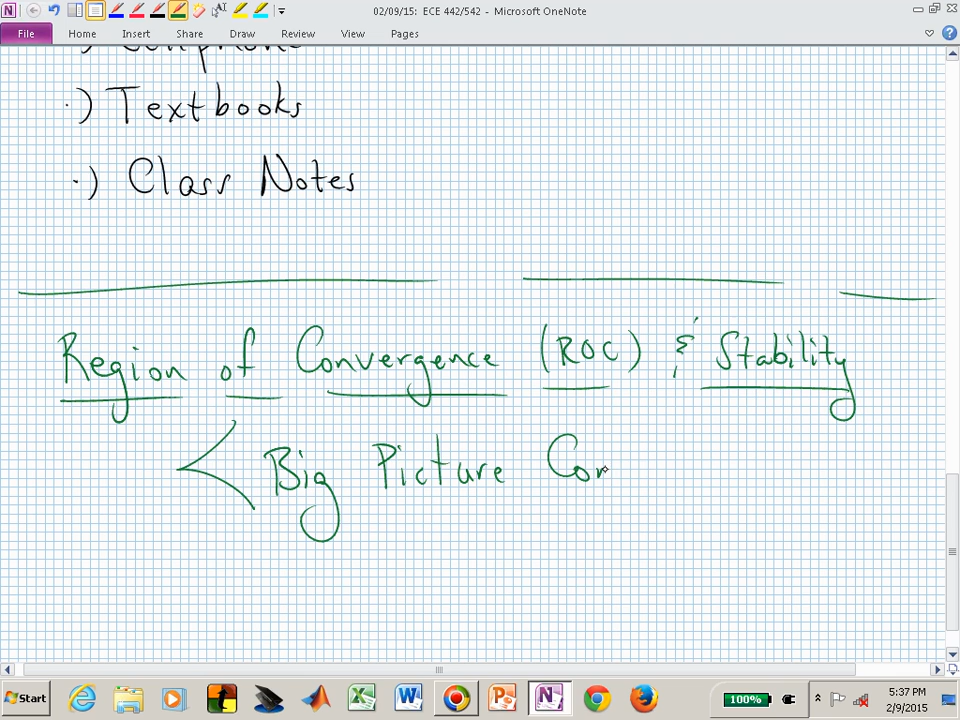 02/09/15: ECE 442/542 - Microsoft OneNote
File Home Insert Share Draw Review View Pages
·) Textbooks
·) Class Notes
Region of Convergence (ROC) & Stability
< Big Picture Con
100%
Start
5:37 PM
2/9/2015